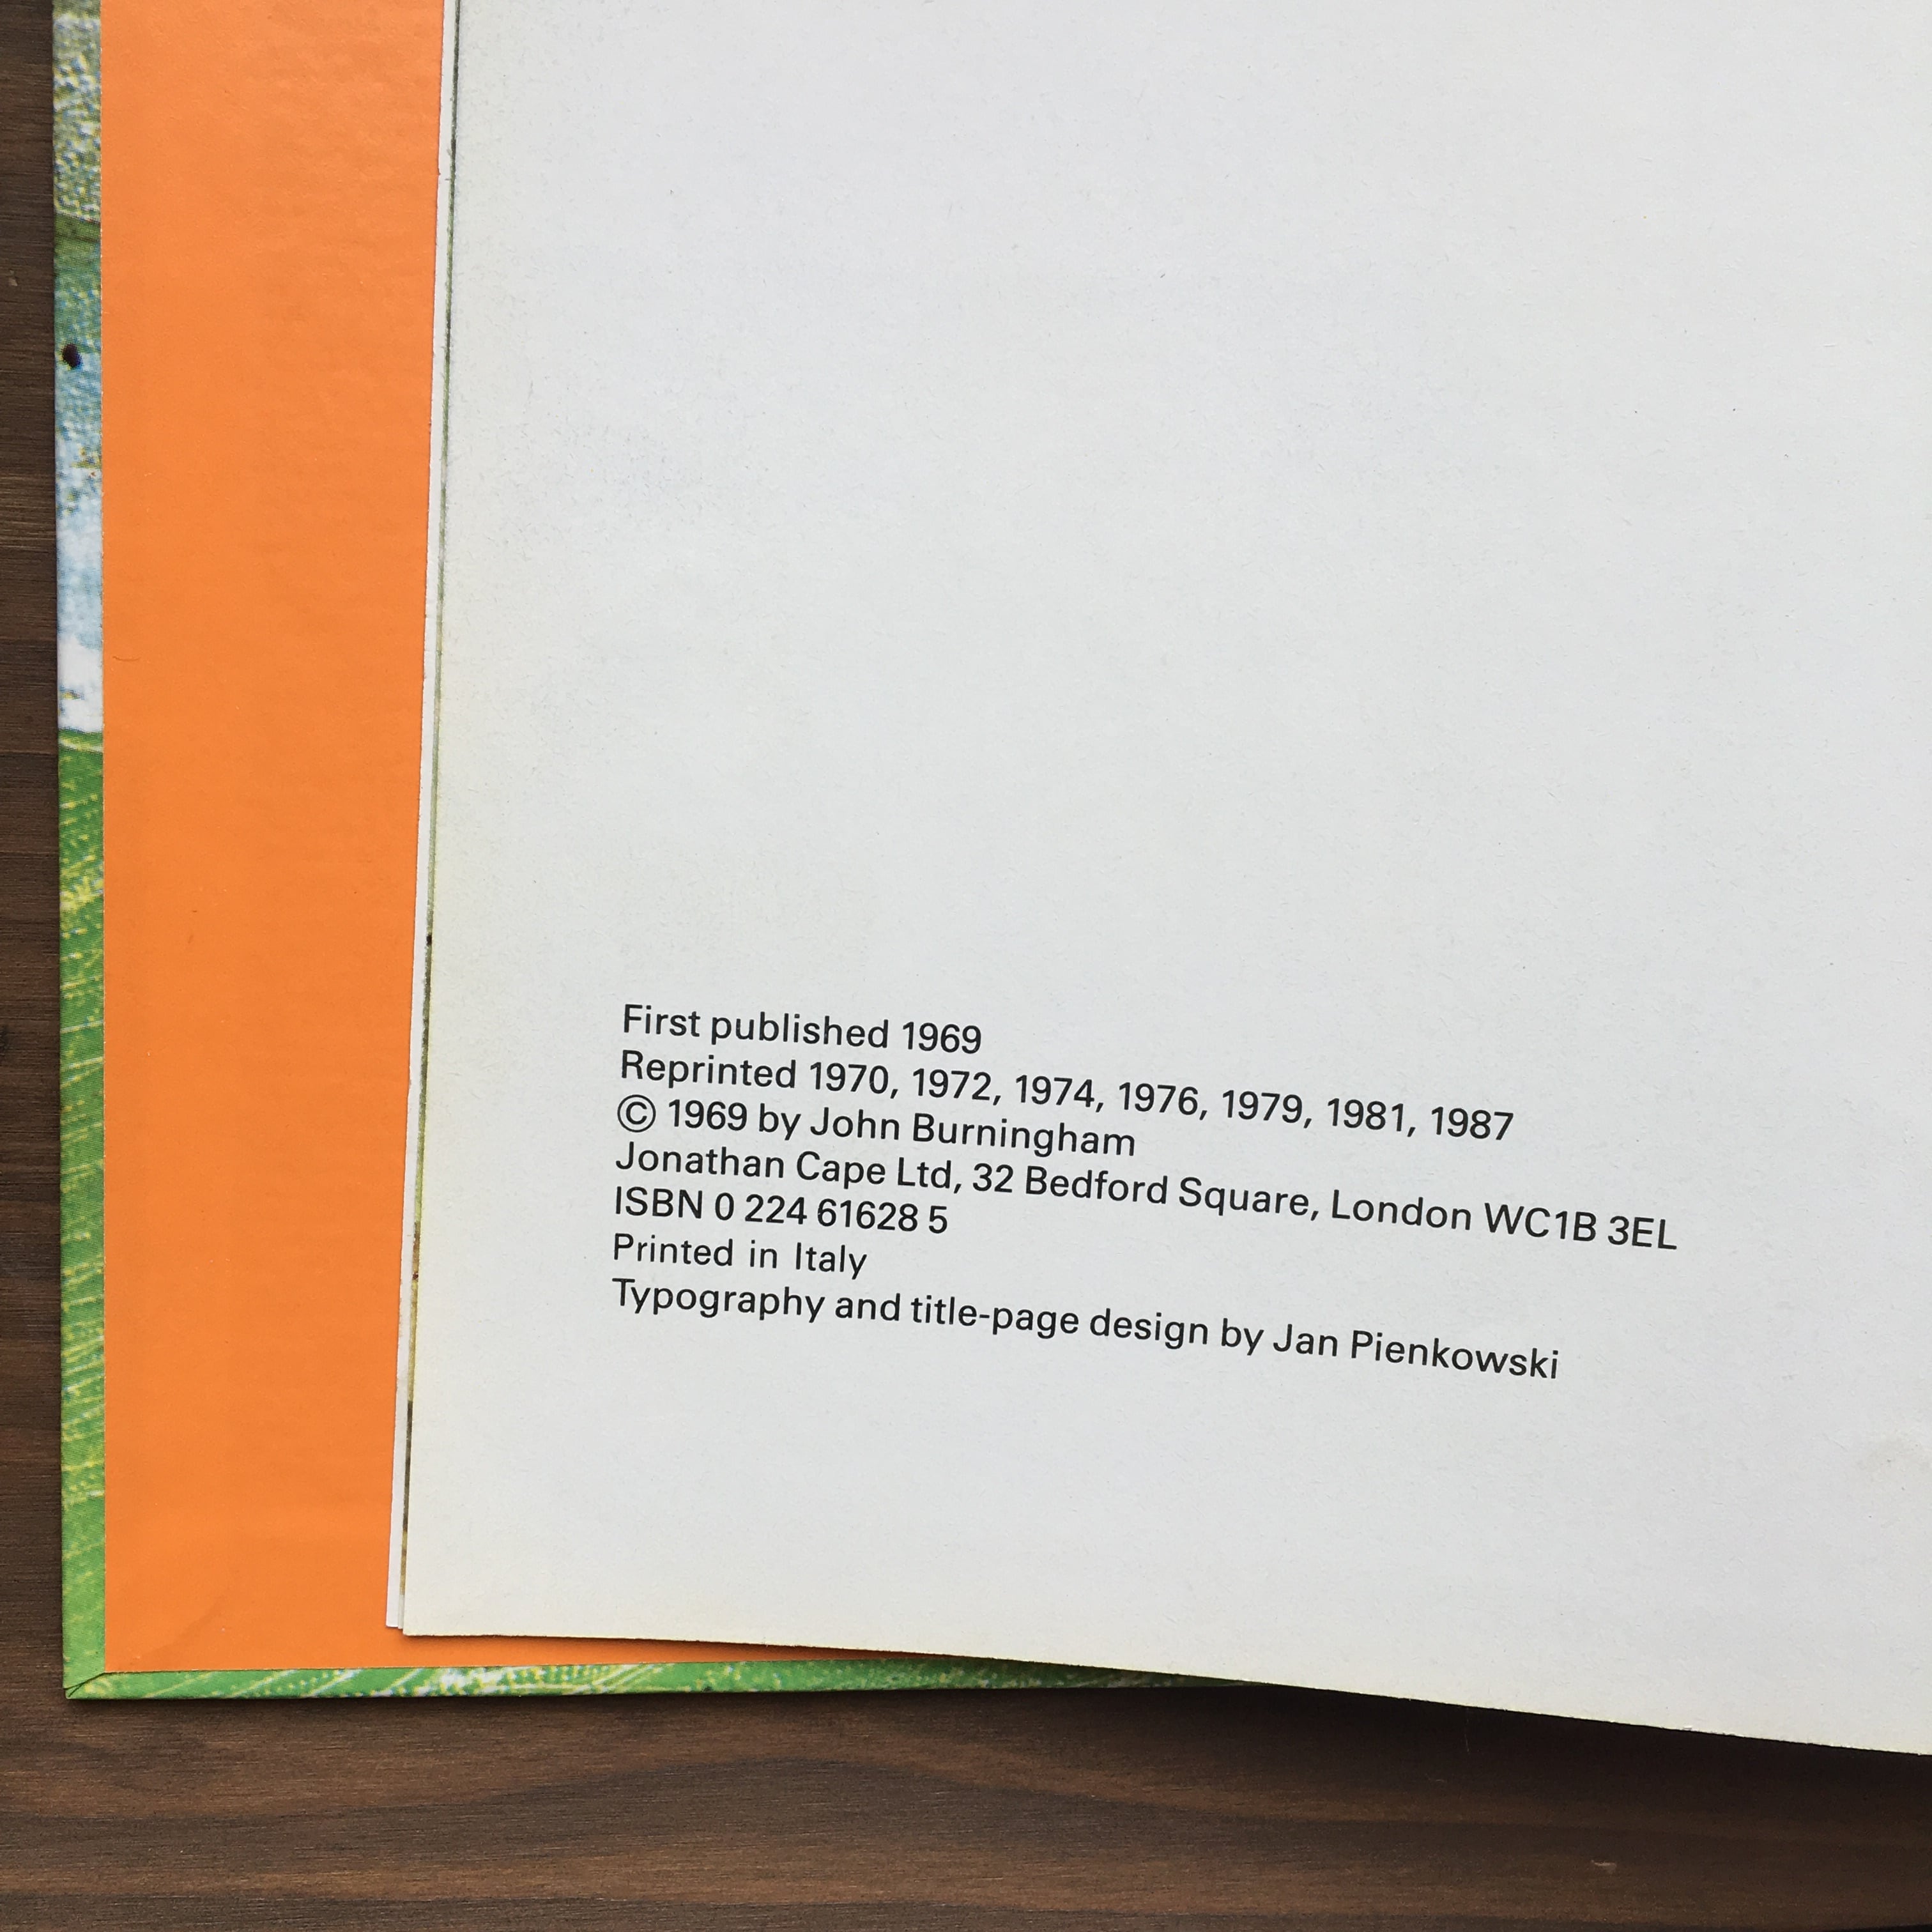 First published 1969
Reprinted 1970, 1972, 1974, 1976, 1979, 1981, 1987
© 1969 by John Burningham
Jonathan Cape Ltd, 32 Bedford Square, London WC1B 3EL
ISBN 0 224 61628 5
Printed in Italy
Typography and title-page design by Jan Pienkowski